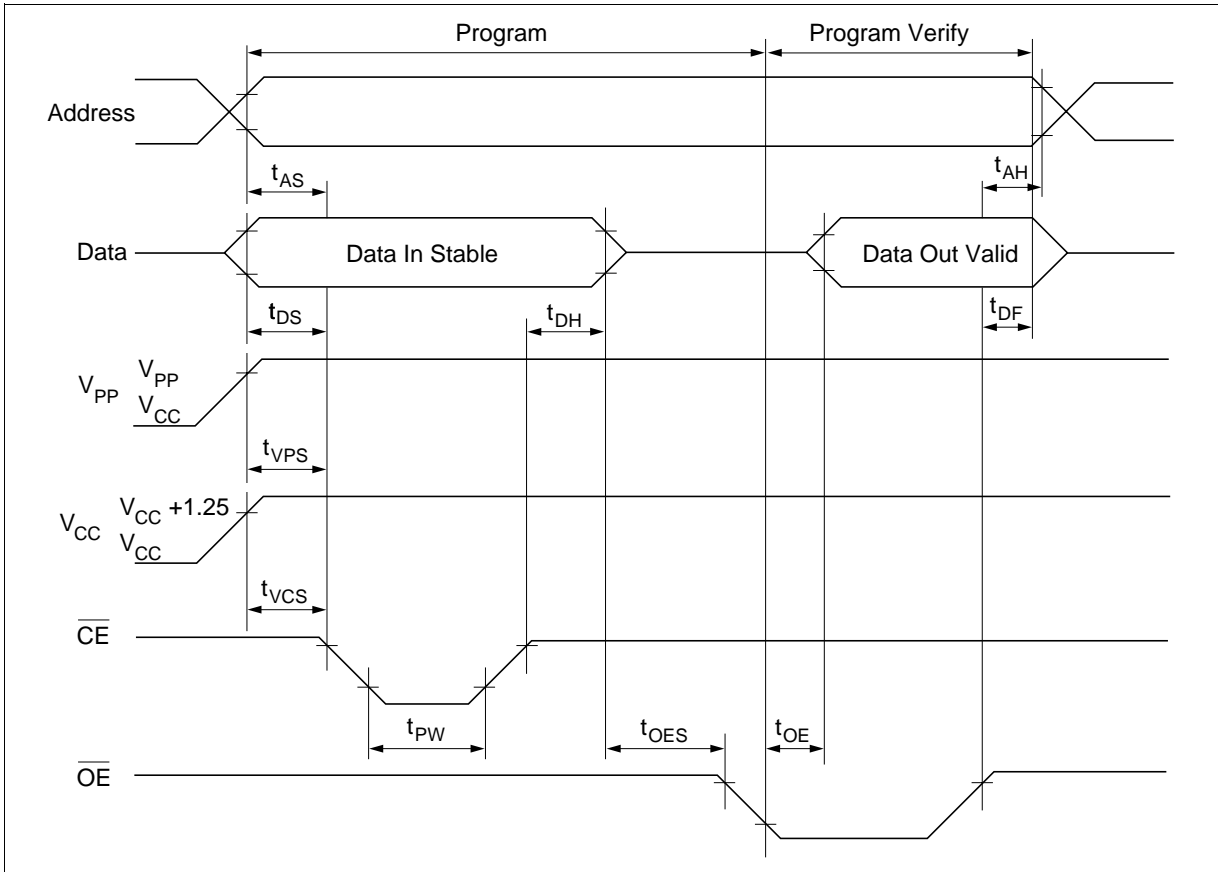 Program Program Verify
Address
tAS tAH
Data Data In Stable Data Out Valid
tDS tDH tDF
VPP VPP
VCC
tVPS
VCC VCC +1.25
VCC
tVCS
CE
tPW tOES tOE
OE